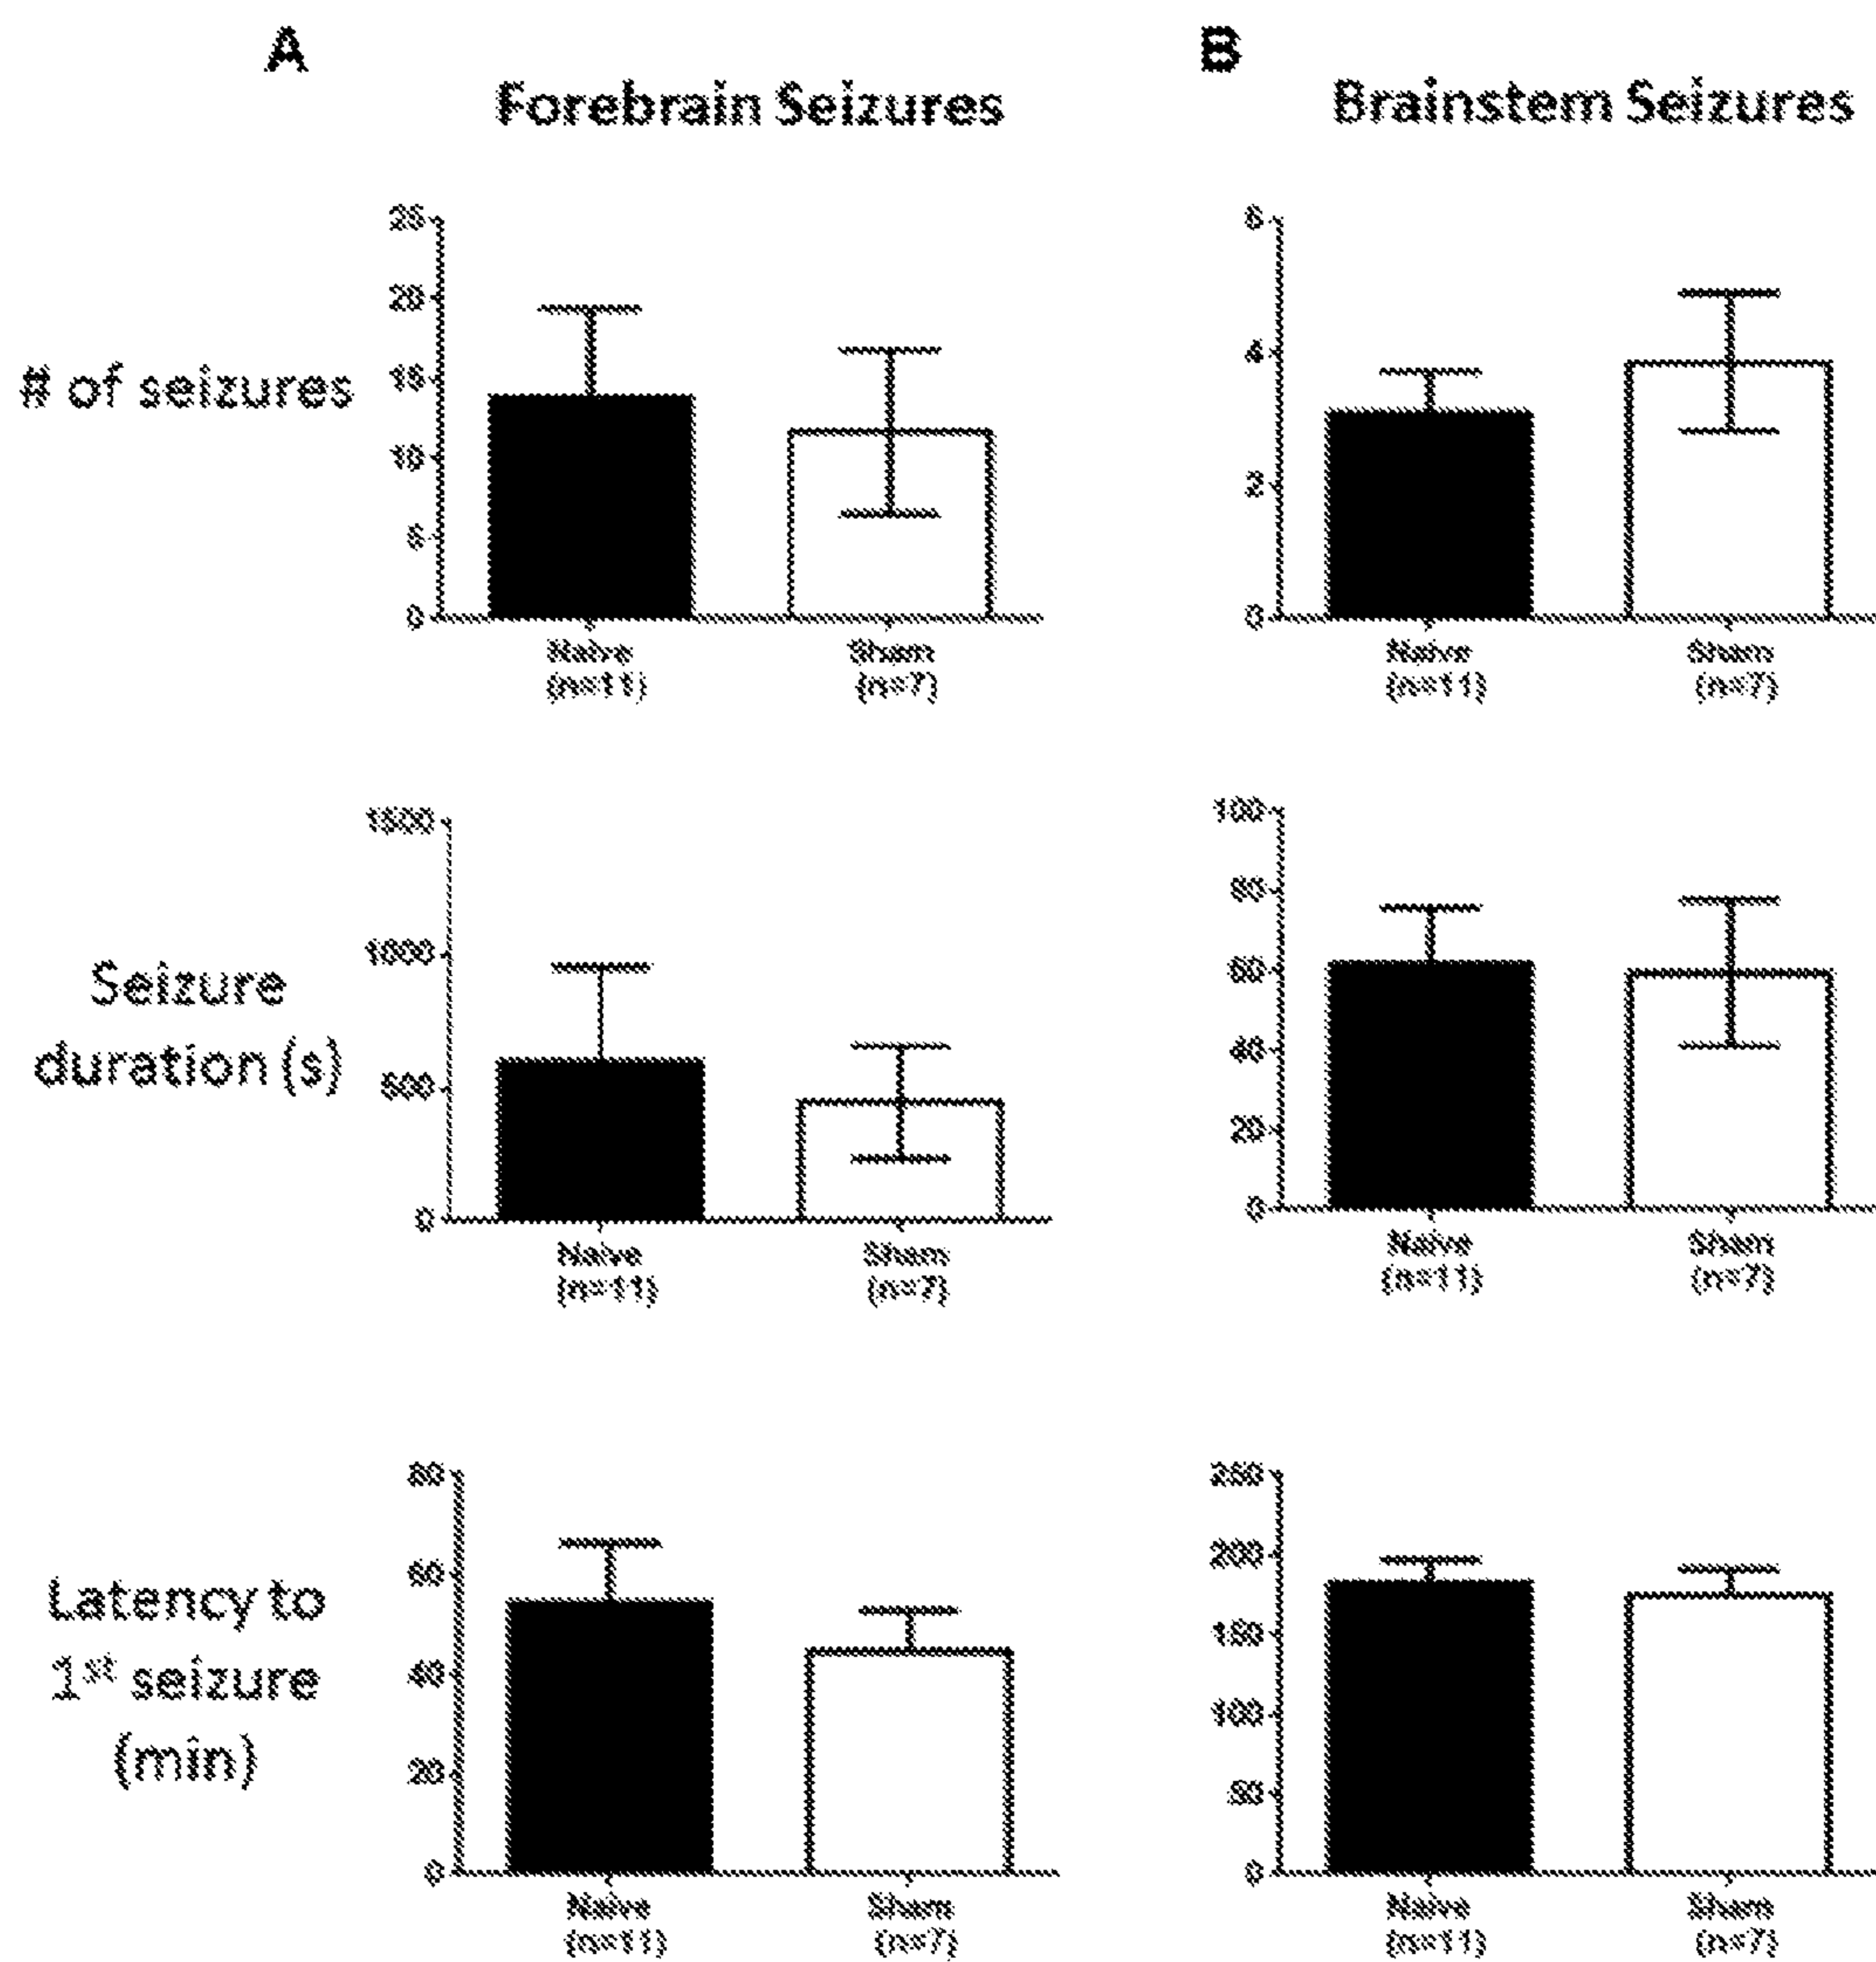 A
B
Forebrain Seizures
Brainstem Seizures
# of seizures
25
20
15
10
5
0
Naive
(n=11)
Sham
(n=7)
6
4
2
0
Naive
(n=11)
Sham
(n=7)
Seizure
duration (s)
1500
1000
500
0
Naive
(n=11)
Sham
(n=7)
100
80
60
40
20
0
Naive
(n=11)
Sham
(n=7)
Latency to
1st seizure
(min)
80
60
40
20
0
Naive
(n=11)
Sham
(n=7)
250
200
150
100
50
0
Naive
(n=11)
Sham
(n=7)